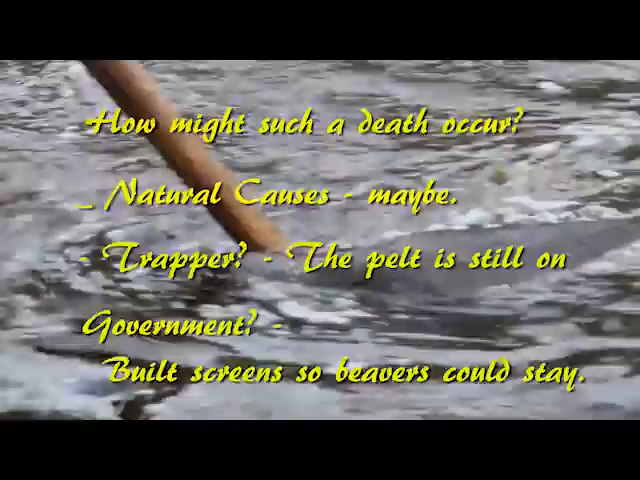 How might such a death occur?
_ Natural Causes - maybe.
- Trapper? - The pelt is still on
Government? -
Built screens so beavers could stay.